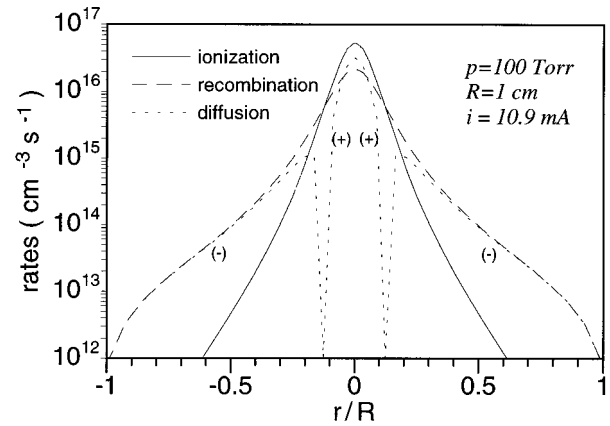 10^17
10^16
10^15
10^14
10^13
10^12
rates ( cm^-3 s^-1 )
ionization
recombination
diffusion
p=100 Torr
R=1 cm
i = 10.9 mA
(+) (+)
(-) (-)
-1 -0.5 0 0.5 1
r/R